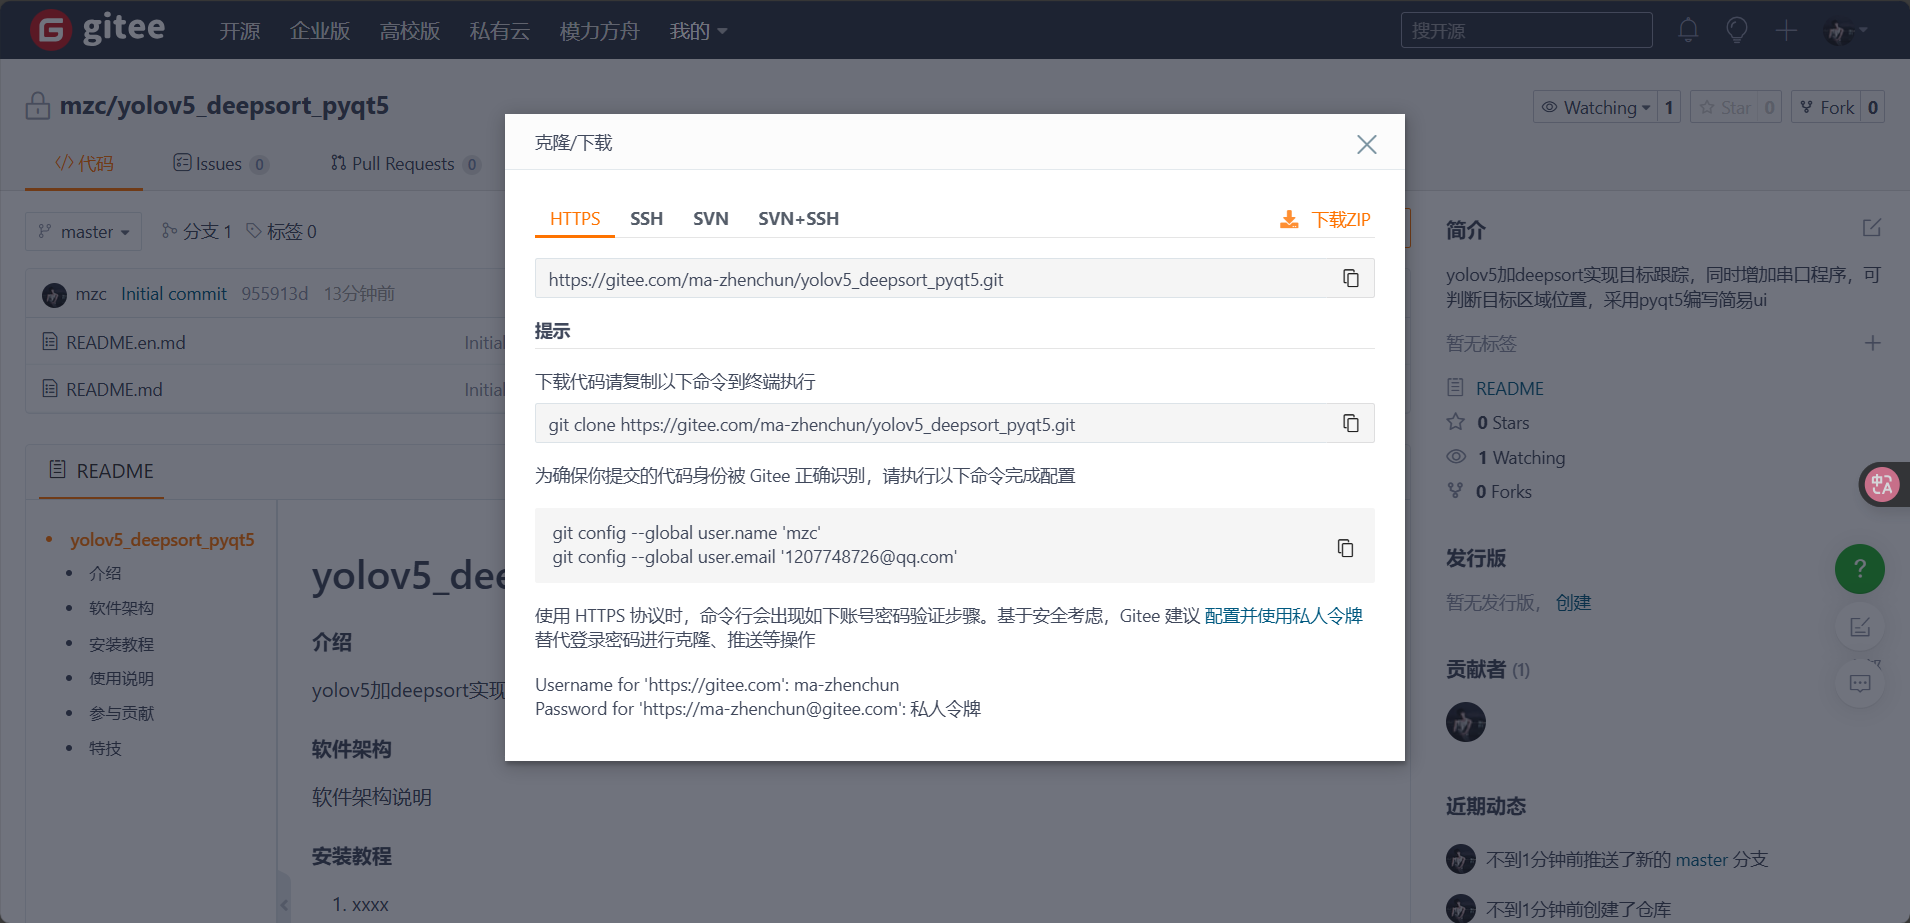 gitee
开源 企业版 高校版 私有云 模力方舟 我的
搜开源
mzc/yolov5_deepsort_pyqt5
Watching 1
Star 0
Fork 0
代码
Issues 0
Pull Requests 0
master
分支 1
标签 0
mzc Initial commit 955913d 13分钟前
README.en.md Initial
README.md Initial
README
yolov5_deepsort_pyqt5
介绍
软件架构
安装教程
使用说明
参与贡献
特技
yolov5_dee
介绍
yolov5加deepsort实现
软件架构
软件架构说明
安装教程
1. xxxx
克隆/下载
HTTPS SSH SVN SVN+SSH
下载ZIP
https://gitee.com/ma-zhenchun/yolov5_deepsort_pyqt5.git
提示
下载代码请复制以下命令到终端执行
git clone https://gitee.com/ma-zhenchun/yolov5_deepsort_pyqt5.git
为确保你提交的代码身份被 Gitee 正确识别，请执行以下命令完成配置
git config --global user.name 'mzc'
git config --global user.email '1207748726@qq.com'
使用 HTTPS 协议时，命令行会出现如下账号密码验证步骤。基于安全考虑，Gitee 建议 配置并使用私人令牌
替代登录密码进行克隆、推送等操作
Username for 'https://gitee.com': ma-zhenchun
Password for 'https://ma-zhenchun@gitee.com': 私人令牌
简介
yolov5加deepsort实现目标跟踪，同时增加串口程序，可
判断目标区域位置，采用pyqt5编写简易ui
暂无标签
README
0 Stars
1 Watching
0 Forks
发行版
暂无发行版，创建
贡献者 (1)
近期动态
不到1分钟前推送了新的 master 分支
不到1分钟前创建了仓库